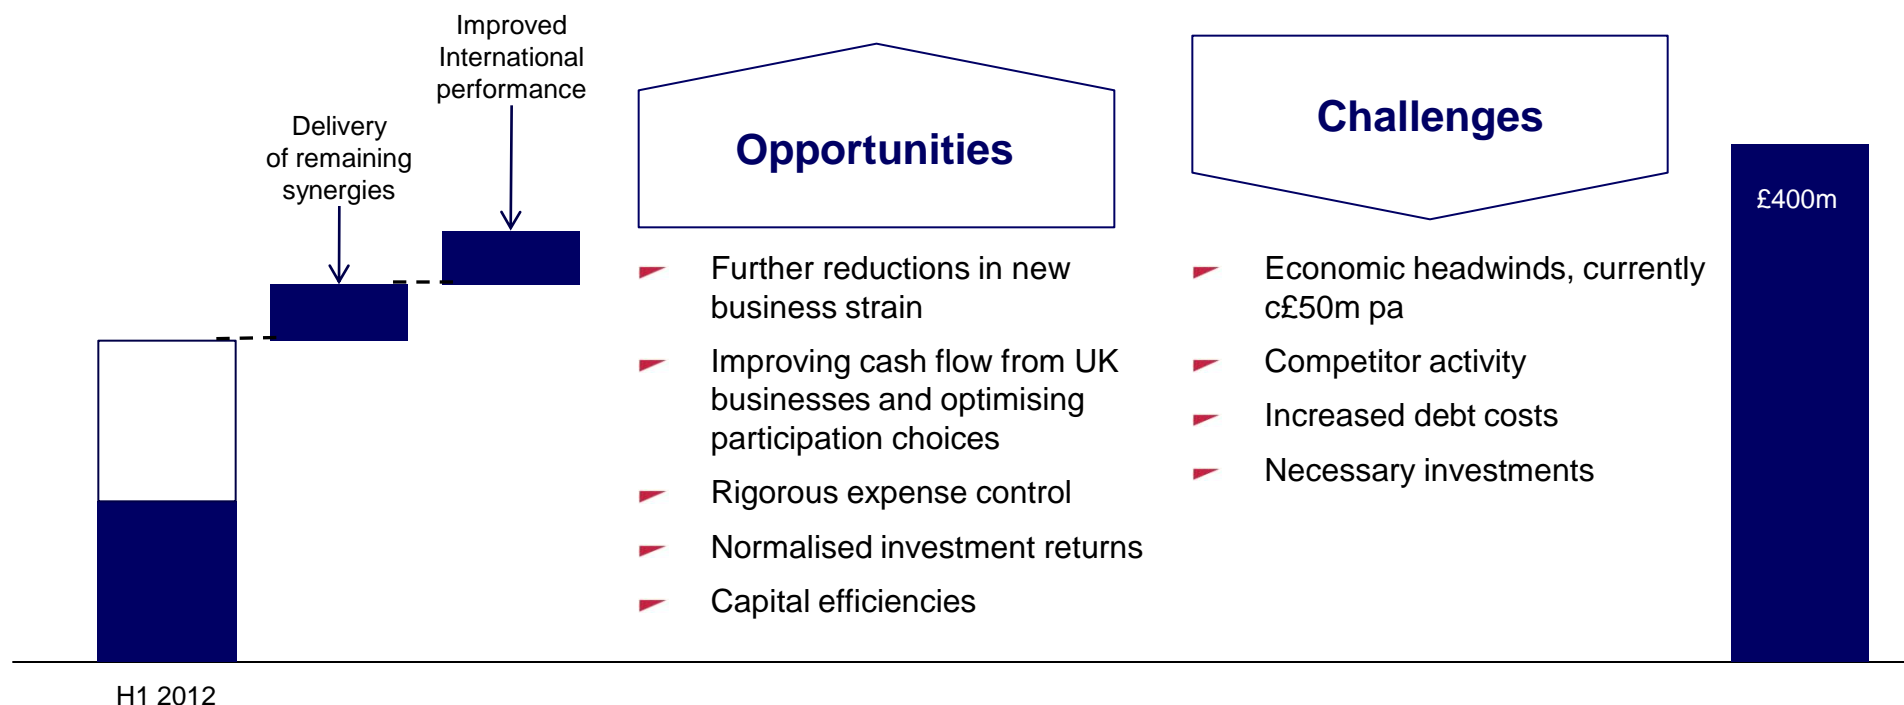 Improved
International
performance
Delivery
of remaining
synergies
Opportunities
Further reductions in new
business strain
Improving cash flow from UK
businesses and optimising
participation choices
Rigorous expense control
Normalised investment returns
Capital efficiencies
Challenges
Economic headwinds, currently
c£50m pa
Competitor activity
Increased debt costs
Necessary investments
£400m
H1 2012